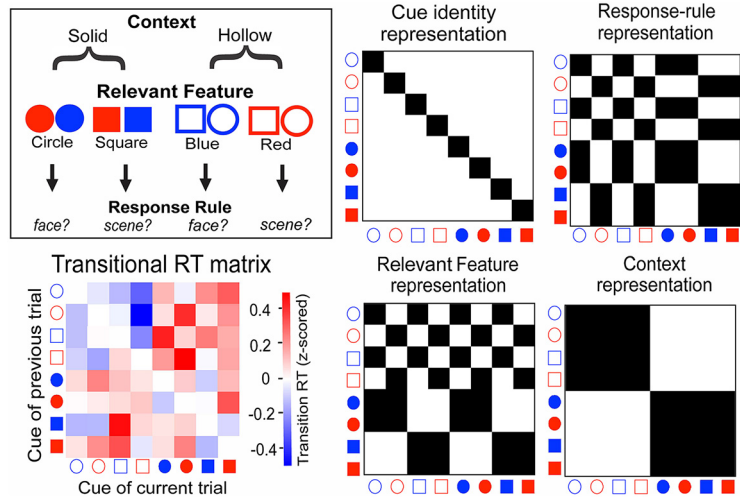 Context
Solid
Hollow
Relevant Feature
Circle
Square
Blue
Red
Response Rule
face?
scene?
face?
scene?
Cue identity
representation
Response-rule
representation
Transitional RT matrix
Cue of previous trial
Cue of current trial
0.4
0.2
0
-0.2
-0.4
Transition RT (z-scored)
Relevant Feature
representation
Context
representation